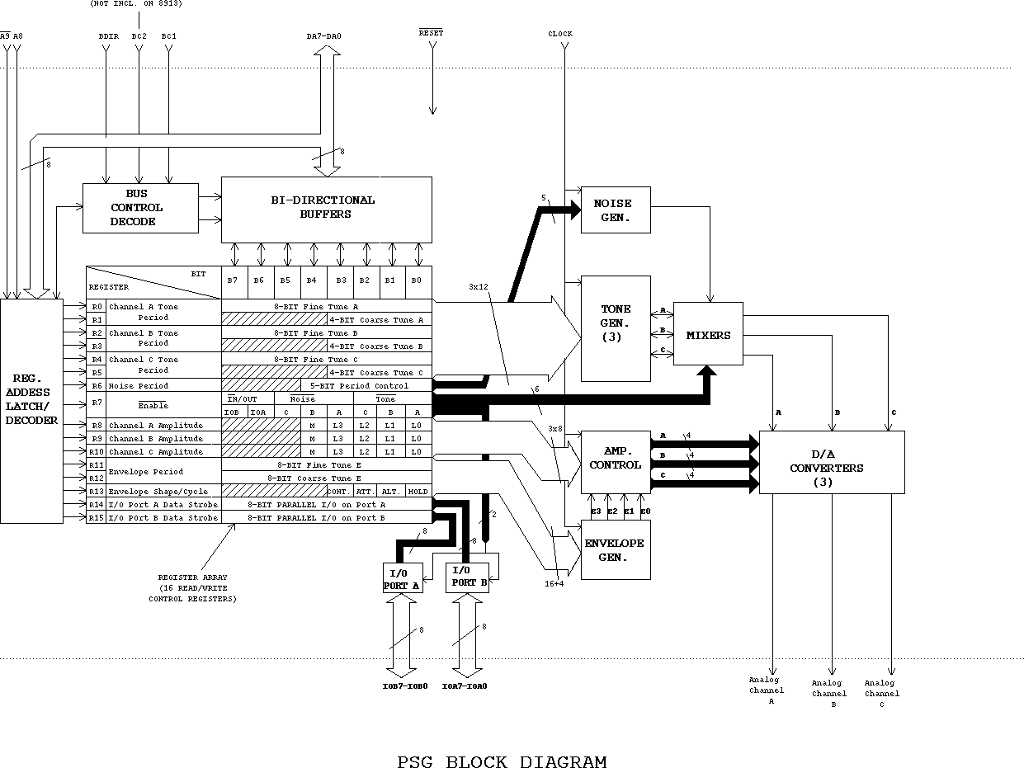 (NOT INCL. ON 8913)
A9 A8 BDIR BC2 BC1 DA7-DA0 RESET CLOCK
8 8
BUS
CONTROL
DECODE
BI-DIRECTIONAL
BUFFERS
5
NOISE
GEN.
BIT
REGISTER
B7 B6 B5 B4 B3 B2 B1 B0
3x12
R0 Channel A Tone 8-BIT Fine Tune A
R1 Period 4-BIT Coarse Tune A
R2 Channel B Tone 8-BIT Fine Tune B
R3 Period 4-BIT Coarse Tune B
R4 Channel C Tone 8-BIT Fine Tune C
R5 Period 4-BIT Coarse Tune C
R6 Noise Period 5-BIT Period Control
R7 Enable IN/OUT Noise Tone
IOB IOA C B A C B A
R8 Channel A Amplitude M L3 L2 L1 L0
R9 Channel B Amplitude M L3 L2 L1 L0
R10 Channel C Amplitude M L3 L2 L1 L0
R11 Envelope Period 8-BIT Fine Tune E
R12 8-BIT Coarse Tune E
R13 Envelope Shape/Cycle CONT. ATT. ALT. HOLD
R14 I/O Port A Data Strobe 8-BIT PARALLEL I/O on Port A
R15 I/O Port B Data Strobe 8-BIT PARALLEL I/O on Port B
REG.
ADDESS
LATCH/
DECODER
TONE
GEN.
(3)
A
B
C
MIXERS
6
3x8
A B C
AMP.
CONTROL
A 4
B 4
C 4
D/A
CONVERTERS
(3)
E3 E2 E1 E0
ENVELOPE
GEN.
16+4
2
8 8
REGISTER ARRAY
(16 READ/WRITE
CONTROL REGISTERS)
I/O
PORT A
I/O
PORT B
8 8
IOB7-IOB0 IOA7-IOA0
Analog
Channel
A
Analog
Channel
B
Analog
Channel
C
PSG BLOCK DIAGRAM